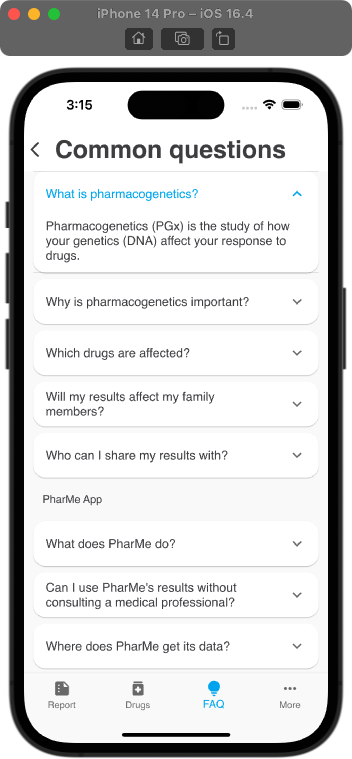 iPhone 14 Pro – iOS 16.4
3:15
Common questions
What is pharmacogenetics?
Pharmacogenetics (PGx) is the study of how
your genetics (DNA) affect your response to
drugs.
Why is pharmacogenetics important?
Which drugs are affected?
Will my results affect my family
members?
Who can I share my results with?
PharMe App
What does PharMe do?
Can I use PharMe's results without
consulting a medical professional?
Where does PharMe get its data?
Report
Drugs
FAQ
More